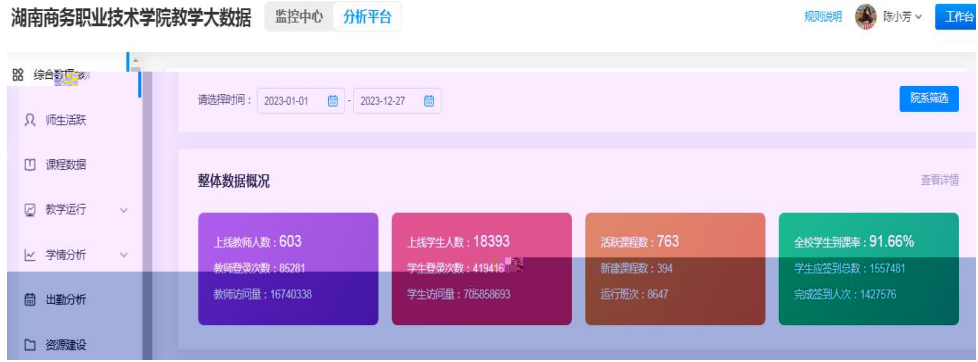 湖南商务职业技术学院教学大数据 监控中心 分析平台 规则说明 陈小芳 工作台
综合数据
请选择时间： 2023-01-01 - 2023-12-27 院系筛选
师生活跃
课程数据
整体数据概况 查看详情
教学运行
上线教师人数：603 上线学生人数：18393 活跃课程数：763 全校学生到课率：91.66%
学情分析
教师登录次数：85281 学生登录次数：419416 新建课程数：394 学生应签到总数：1557481
出勤分析
教师访问量：16740338 学生访问量：705858693 运行班次：8647 完成签到人次：1427576
资源建设